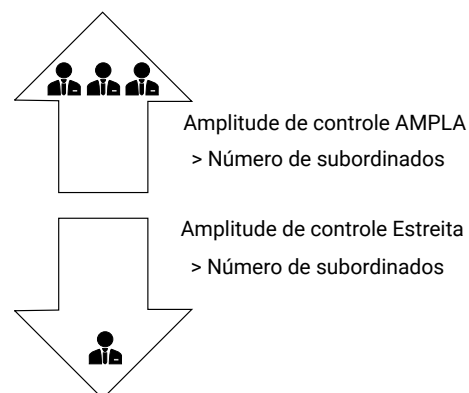 Amplitude de controle AMPLA
> Número de subordinados
Amplitude de controle Estreita
> Número de subordinados